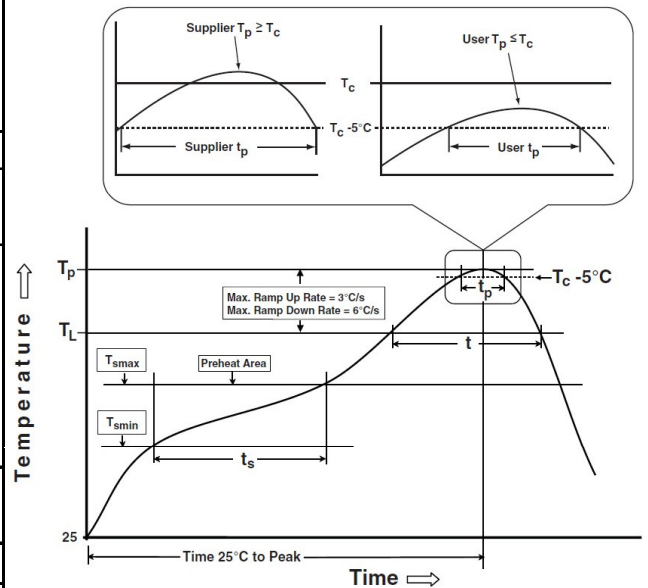 Supplier Tp ≥ Tc
User Tp ≤ Tc
Tc
Tc -5°C
Supplier tp
User tp
Tp
Tc -5°C
tp
Max. Ramp Up Rate = 3°C/s
Max. Ramp Down Rate = 6°C/s
TL
t
Tsmax
Preheat Area
Tsmin
ts
Temperature
25
Time 25°C to Peak
Time